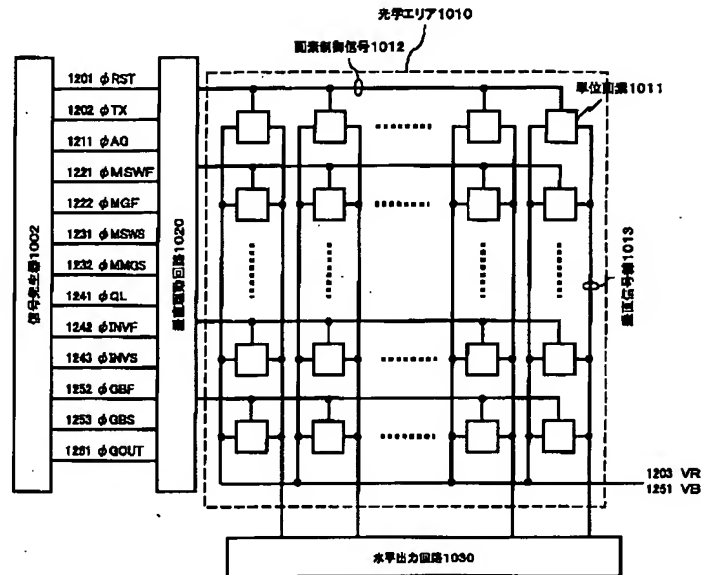 光学エリア1010
画素制御信号1012
単位画素1011
1201 φRST
1202 φTX
1211 φAG
1221 φMSWF
1222 φMGF
1231 φMSWS
1232 φMMGS
1241 φQL
1242 φINVF
1243 φINVS
1252 φGBF
1253 φGBS
1261 φGOUT
信号発生器1002
垂直駆動回路1020
垂直信号線1013
1203 VR
1251 VB
水平出力回路1030